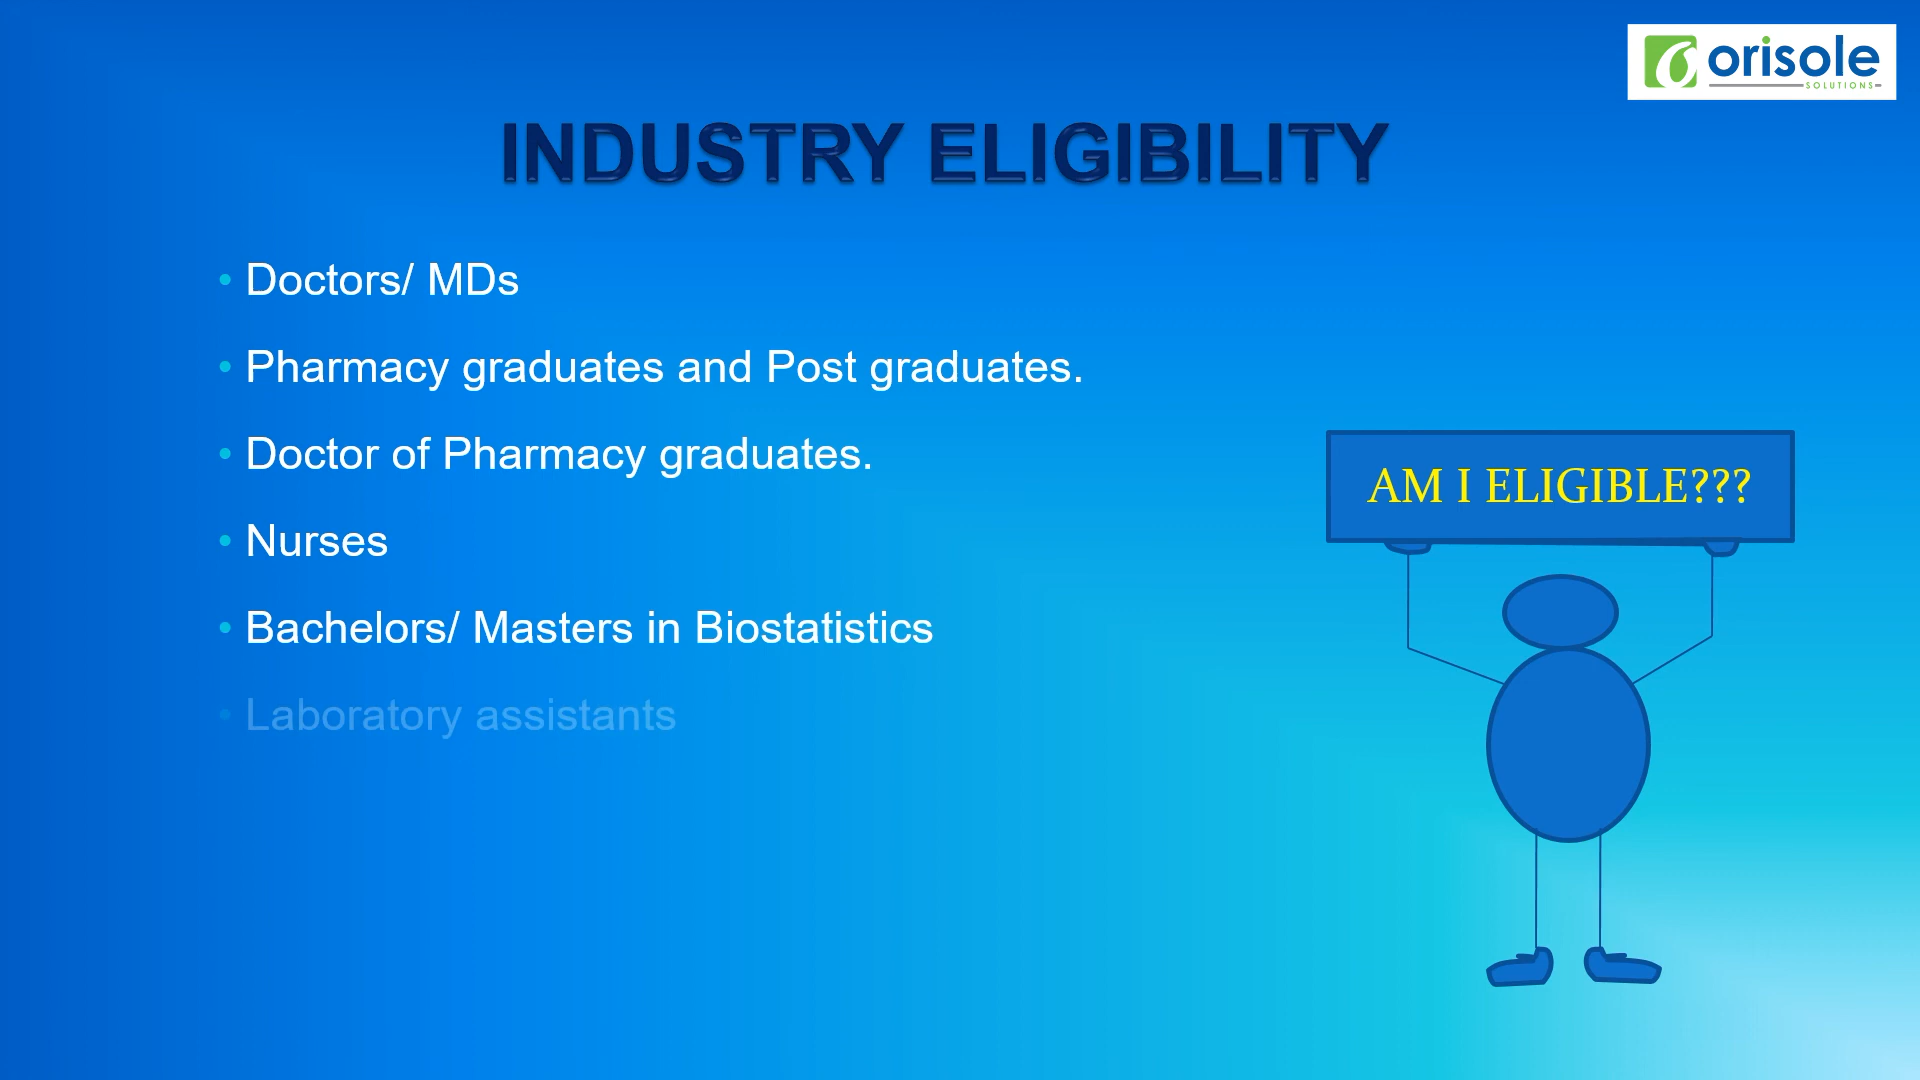 orisole
SOLUTIONS
INDUSTRY ELIGIBILITY
• Doctors/ MDs
• Pharmacy graduates and Post graduates.
• Doctor of Pharmacy graduates.
• Nurses
• Bachelors/ Masters in Biostatistics
• Laboratory assistants
AM I ELIGIBLE???